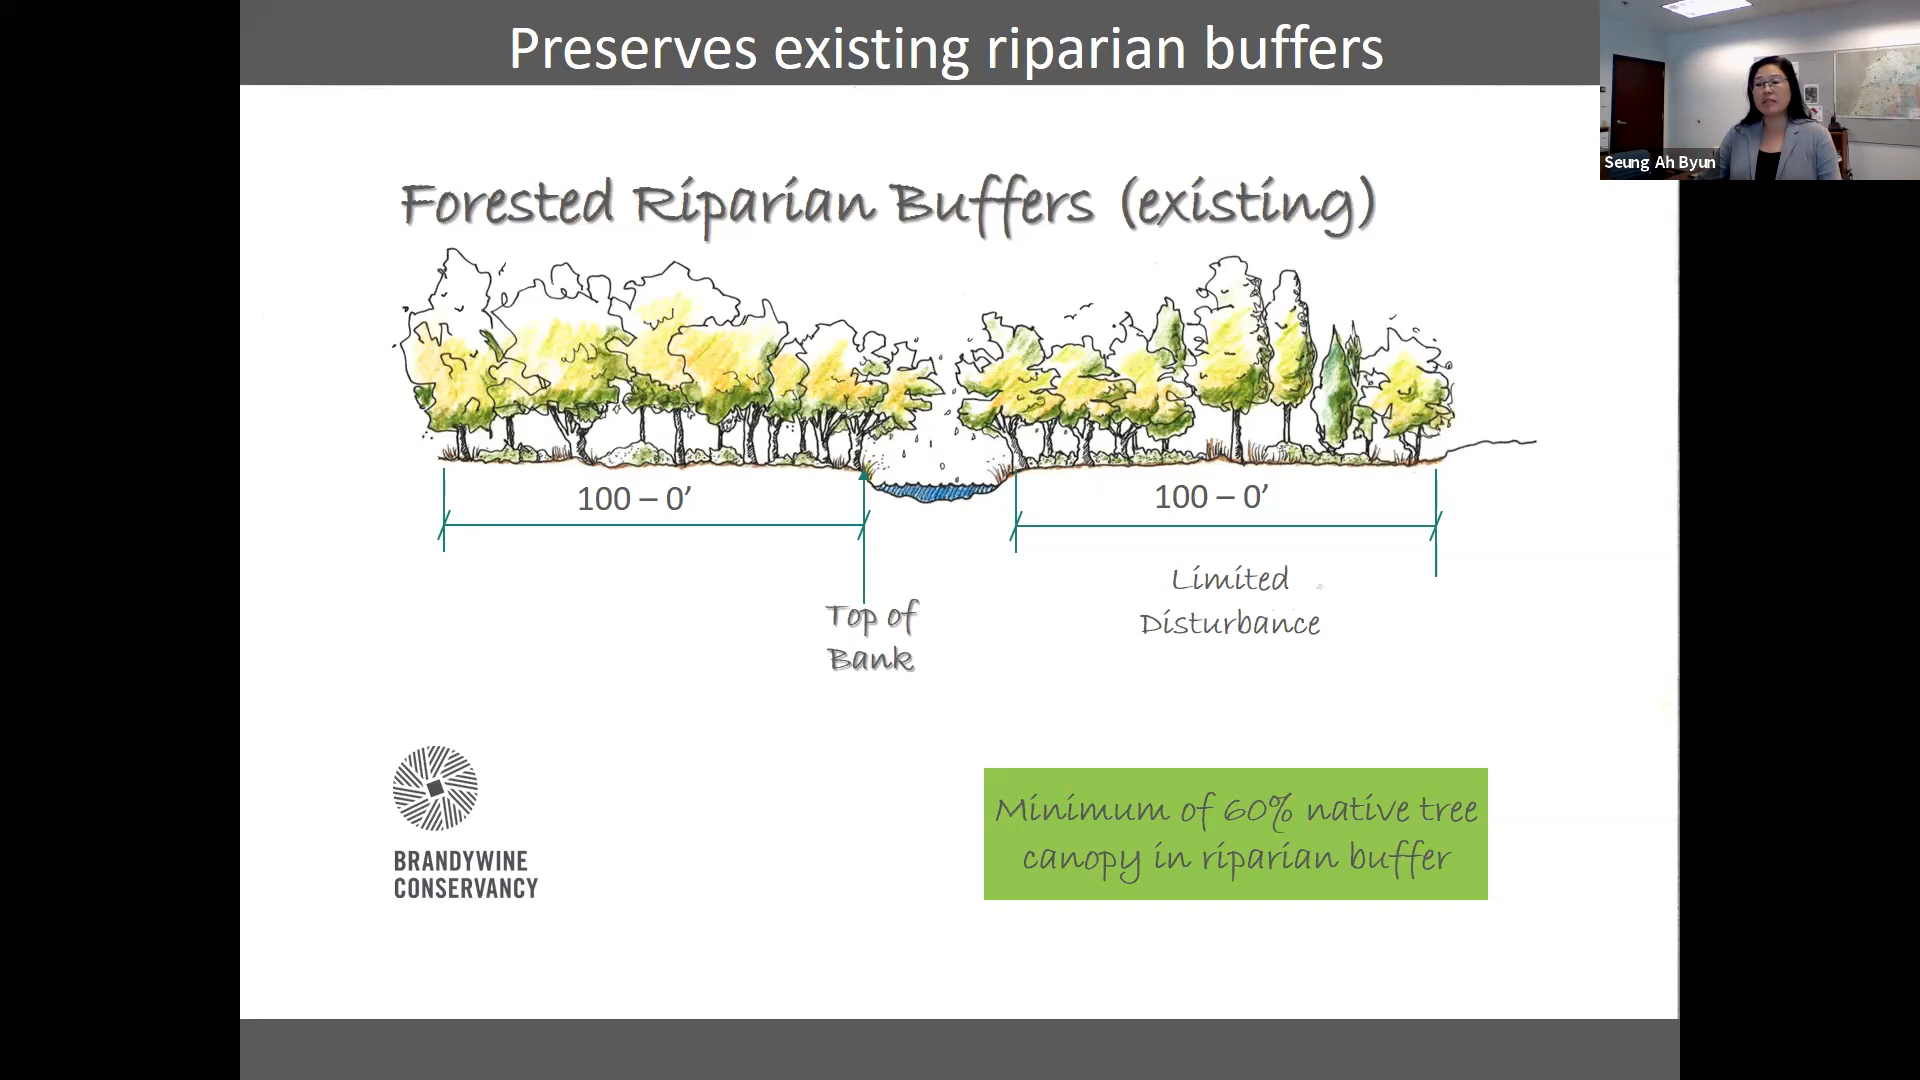 Preserves existing riparian buffers
Seung Ah Byun
Forested Riparian Buffers (existing)
100 – 0’
100 – 0’
Limited
Disturbance
Top of
Bank
BRANDYWINE
CONSERVANCY
Minimum of 60% native tree
canopy in riparian buffer